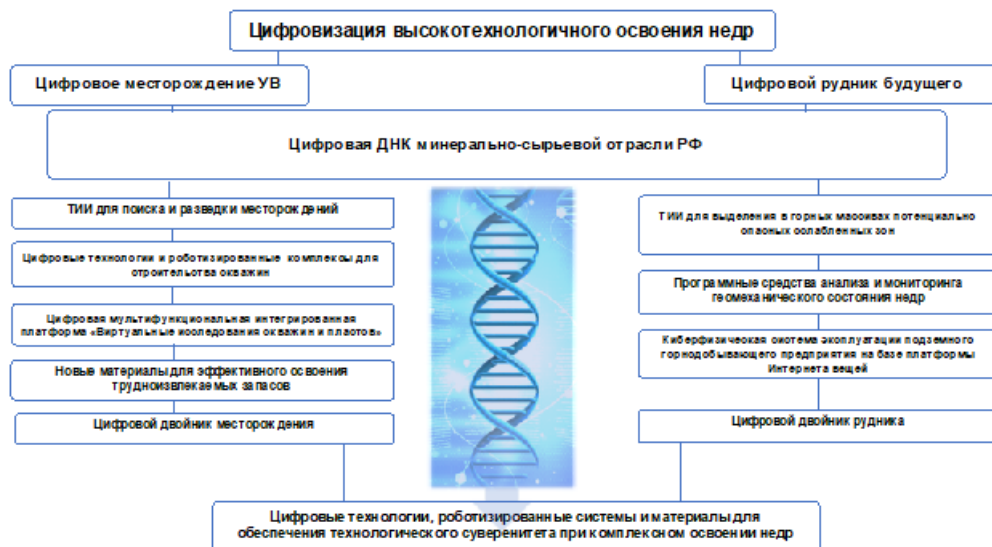 Цифровизация высокотехнологичного освоения недр
Цифровое месторождение УВ
Цифровой рудник будущего
Цифровая ДНК минерально-сырьевой отрасли РФ
ТИИ для поиска и разведки месторождений
Цифровые технологии и роботизированные комплексы для
строительства скважин
Цифровая мультифункциональная интегрированная
платформа «Виртуальные исследования скважин и пластов»
Новые материалы для эффективного освоения
трудноизвлекаемых запасов
Цифровой двойник месторождения
ТИИ для выделения в горных массивах потенциально
опасных ослабленных зон
Программные средства анализа и мониторинга
геомеханического состояния недр
Киберфизическая система эксплуатации подземного
горнодобывающего предприятия на базе платформы
Интернета вещей
Цифровой двойник рудника
Цифровые технологии, роботизированные системы и материалы для
обеспечения технологического суверенитета при комплексном освоении недр